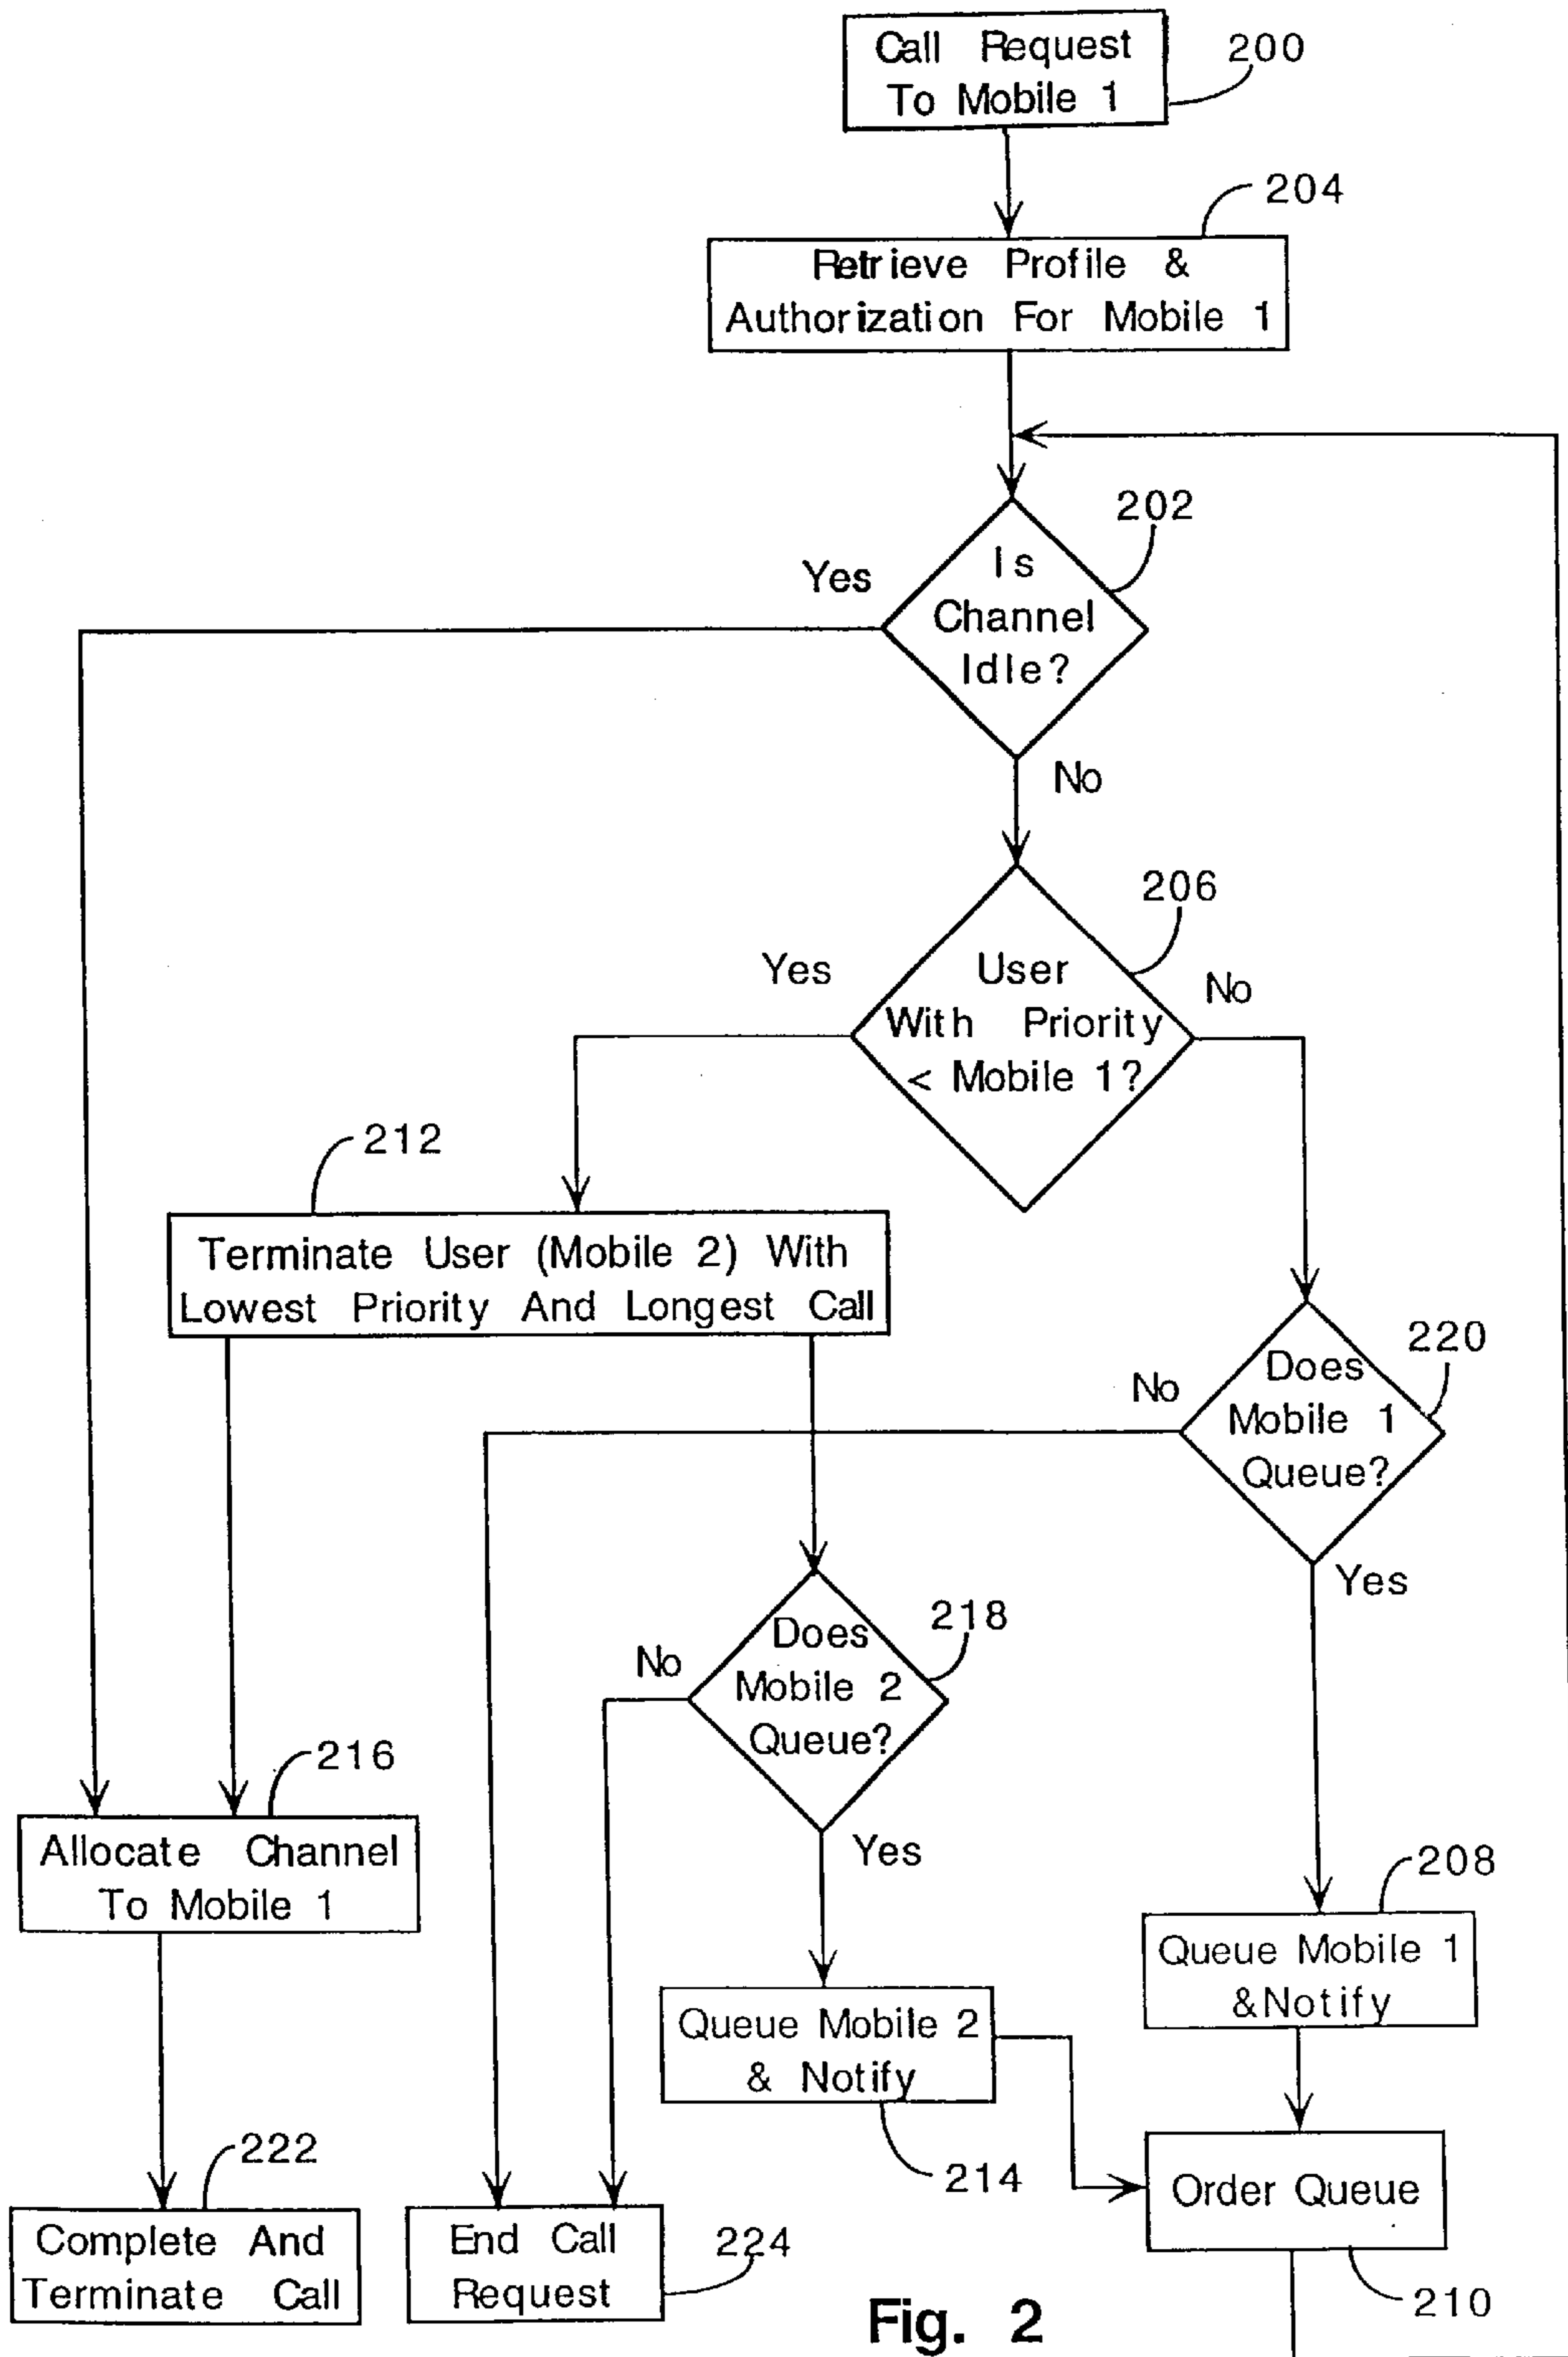 Call Request
To Mobile 1
200
204
Retrieve Profile &
Authorization For Mobile 1
202
Yes
Is
Channel
Idle?
No
206
Yes
User
With Priority
< Mobile 1?
No
212
Terminate User (Mobile 2) With
Lowest Priority And Longest Call
220
No
Does
Mobile 1
Queue?
Yes
218
No
Does
Mobile 2
Queue?
Yes
216
Allocate Channel
To Mobile 1
208
Queue Mobile 1
&Notify
Queue Mobile 2
& Notify
214
222
Complete And
Terminate Call
End Call
Request
224
Order Queue
210
Fig. 2